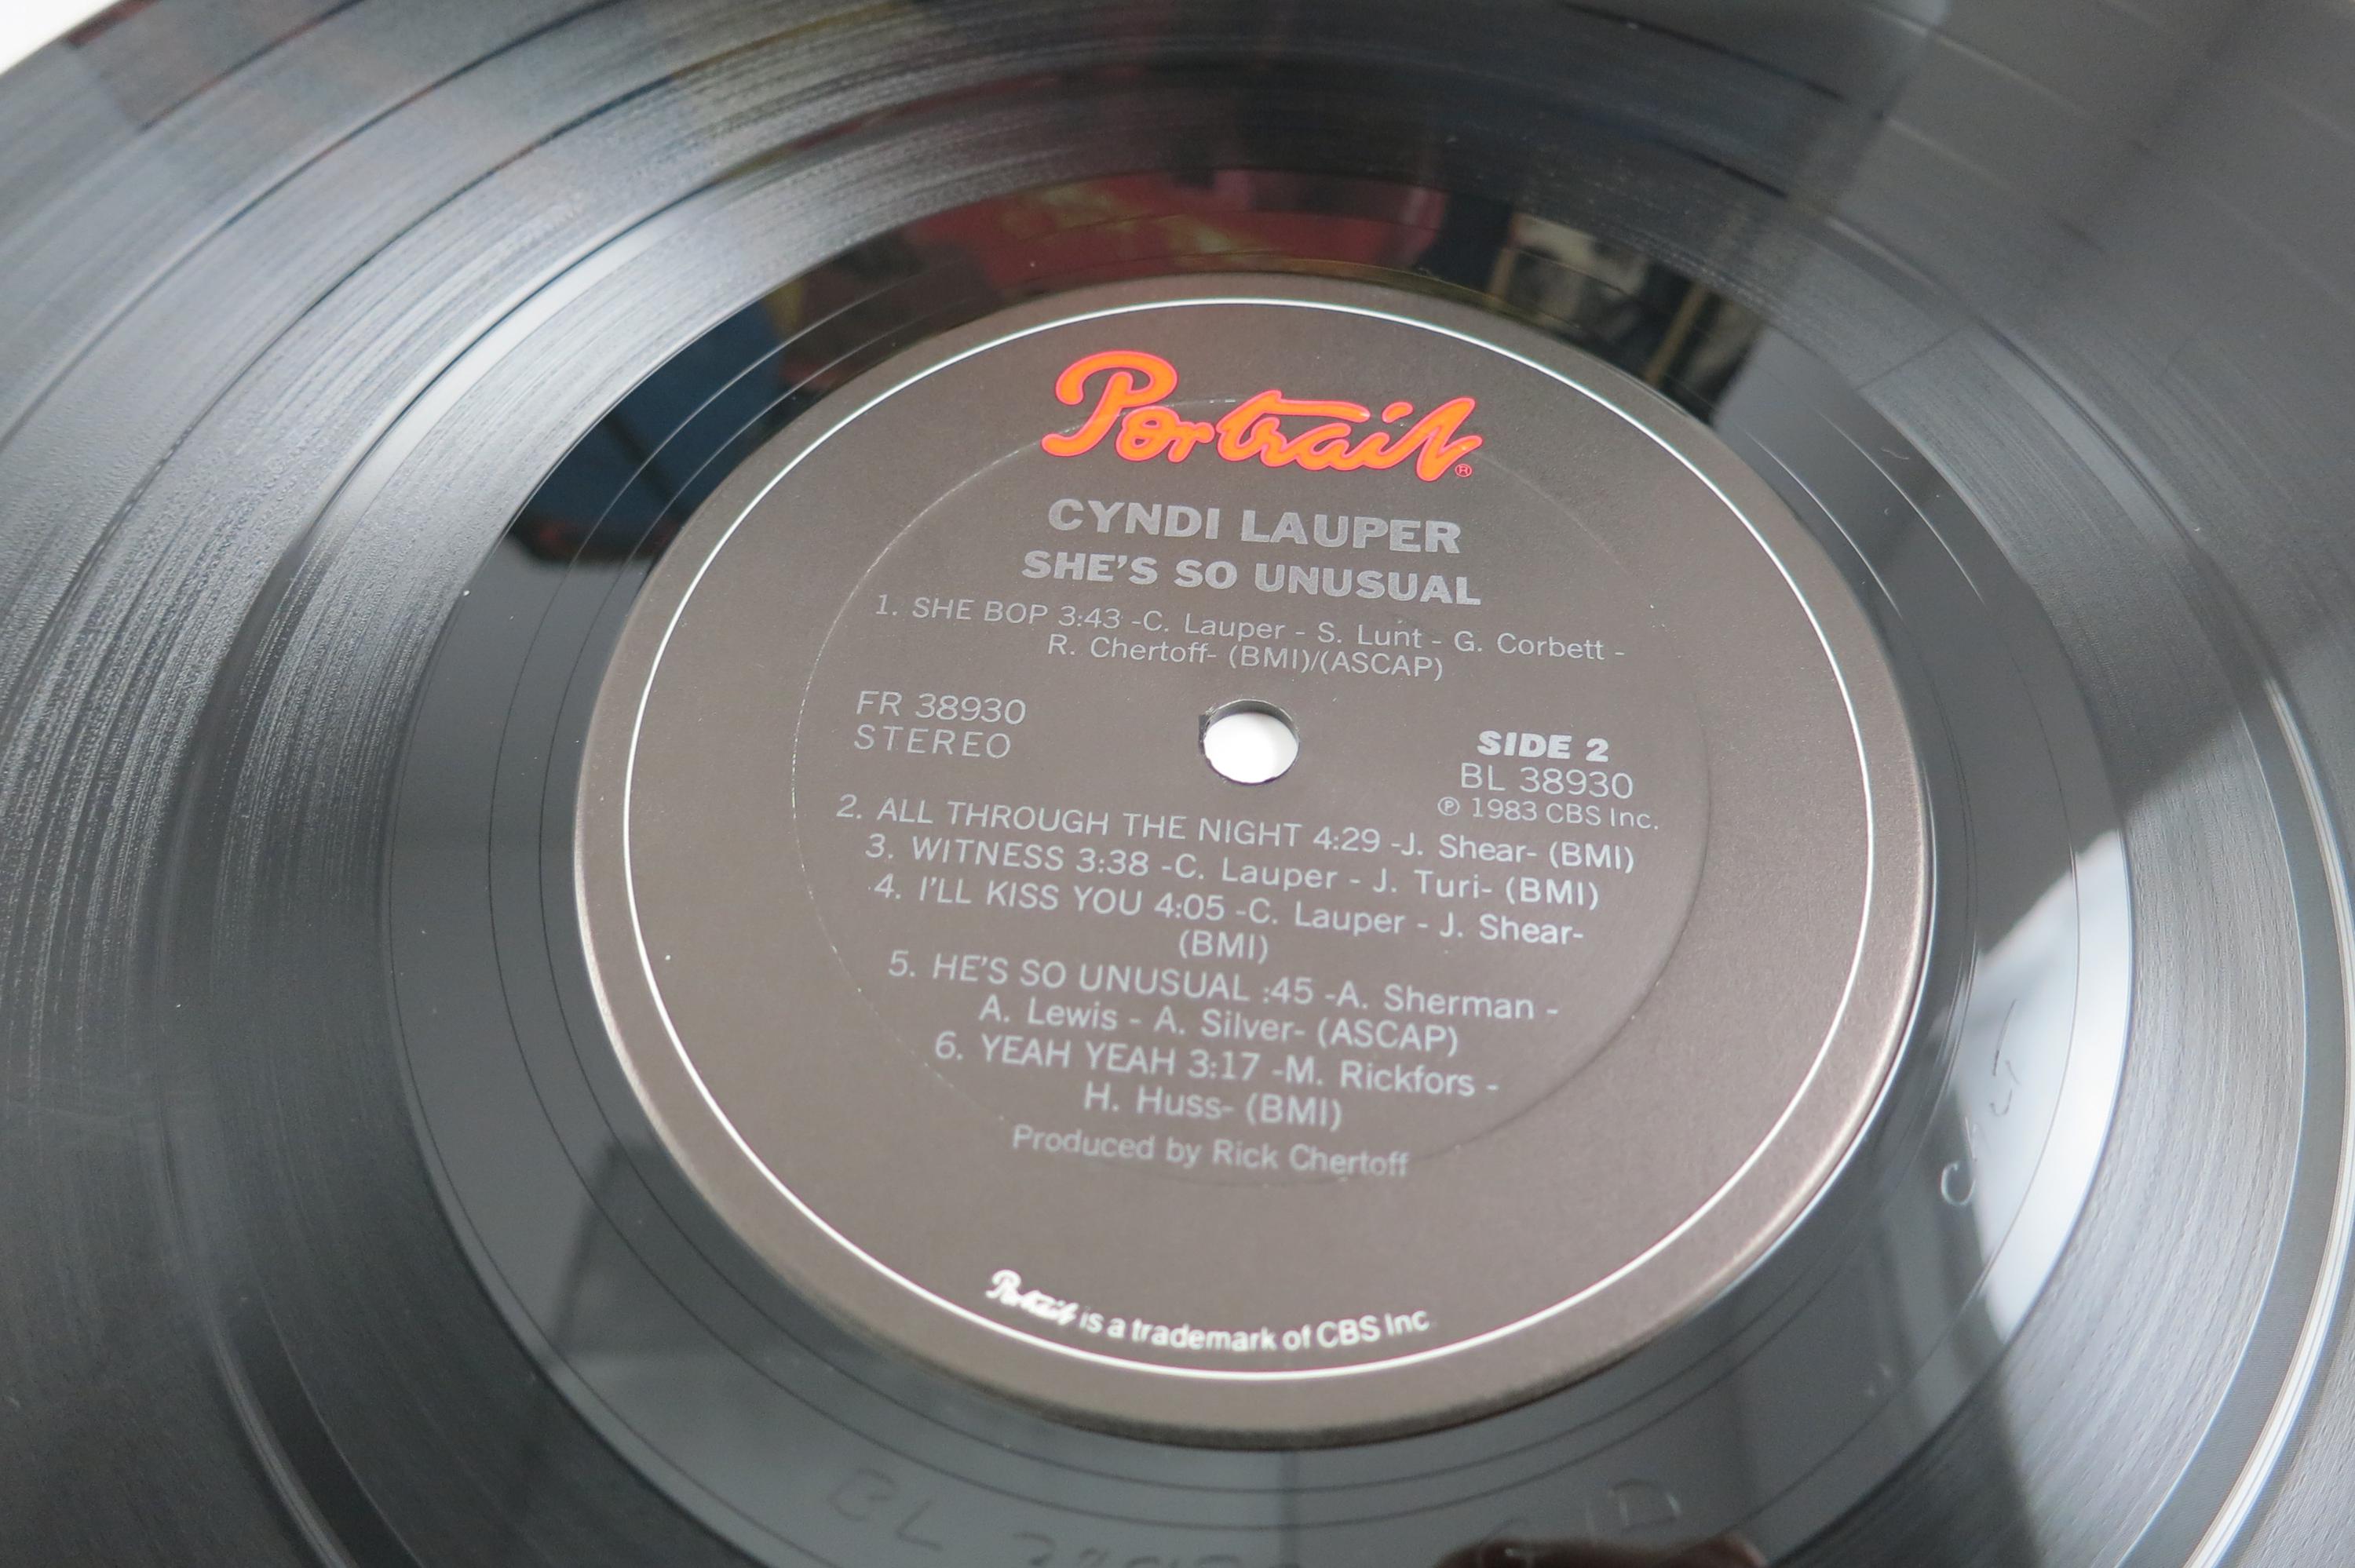 Portrait®
CYNDI LAUPER
SHE'S SO UNUSUAL
1. SHE BOP 3:43 -C. Lauper - S. Lunt - G. Corbett -
R. Chertoff- (BMI)/(ASCAP)
FR 38930
STEREO
SIDE 2
BL 38930
℗ 1983 CBS Inc.
2. ALL THROUGH THE NIGHT 4:29 -J. Shear- (BMI)
3. WITNESS 3:38 -C. Lauper - J. Turi- (BMI)
4. I'LL KISS YOU 4:05 -C. Lauper - J. Shear-
(BMI)
5. HE'S SO UNUSUAL :45 -A. Sherman -
A. Lewis - A. Silver- (ASCAP)
6. YEAH YEAH 3:17 -M. Rickfors -
H. Huss- (BMI)
Produced by Rick Chertoff
Portrait is a trademark of CBS Inc